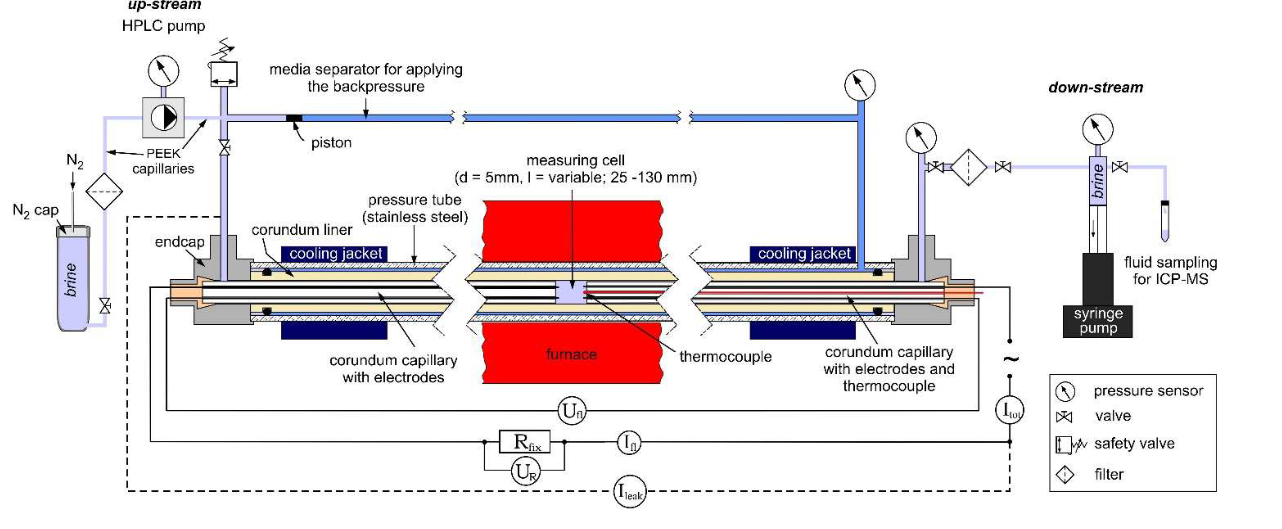 up-stream
HPLC pump
media separator for applying
the backpressure
down-stream
PEEK
capillaries
piston
N2
measuring cell
(d = 5mm, l = variable; 25 -130 mm)
brine
N2 cap
pressure tube
(stainless steel)
endcap
corundum liner
cooling jacket
cooling jacket
brine
fluid sampling
for ICP-MS
syringe
pump
furnace
thermocouple
corundum capillary
with electrodes
corundum capillary
with electrodes and
thermocouple
~
Ufl
Itot
Rfix
Ifl
UR
Ileak
pressure sensor
valve
safety valve
filter